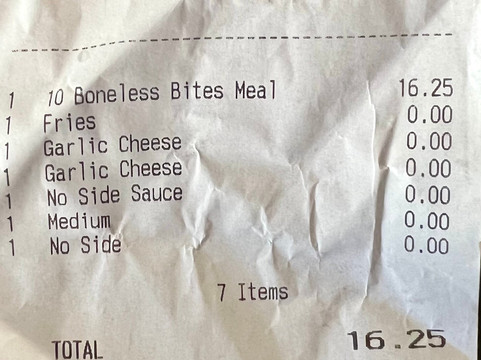 1 10 Boneless Bites Meal 16.25
1 Fries 0.00
1 Garlic Cheese 0.00
1 Garlic Cheese 0.00
1 No Side Sauce 0.00
1 Medium 0.00
1 No Side 0.00
7 Items
TOTAL 16.25